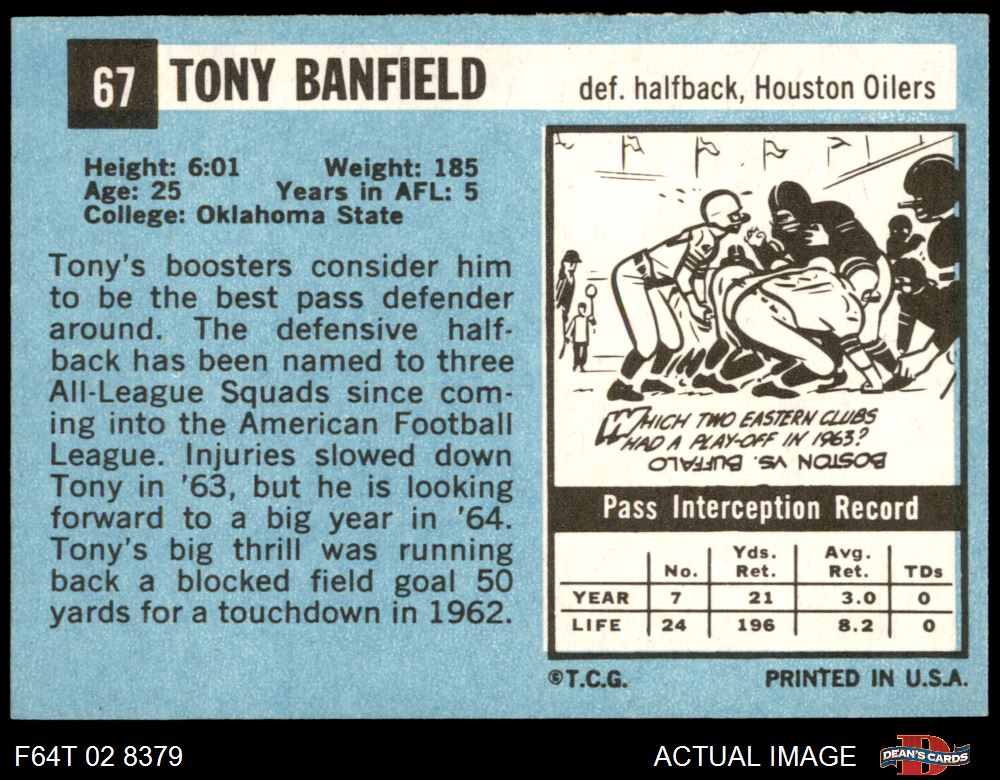 67 TONY BANFIELD def. halfback, Houston Oilers
Height: 6:01 Weight: 185
Age: 25 Years in AFL: 5
College: Oklahoma State
Tony's boosters consider him
to be the best pass defender
around. The defensive half-
back has been named to three
All-League Squads since com-
ing into the American Football
League. Injuries slowed down
Tony in '63, but he is looking
forward to a big year in '64.
Tony's big thrill was running
back a blocked field goal 50
yards for a touchdown in 1962.
WHICH TWO EASTERN CLUBS
HAD A PLAY-OFF IN 1963?
BOSTON VS. BUFFALO
Pass Interception Record
No. Yds. Ret. Avg. Ret. TDs
YEAR 7 21 3.0 0
LIFE 24 196 8.2 0
©T.C.G. PRINTED IN U.S.A.
F64T 02 8379 ACTUAL IMAGE D DEAN'S CARDS